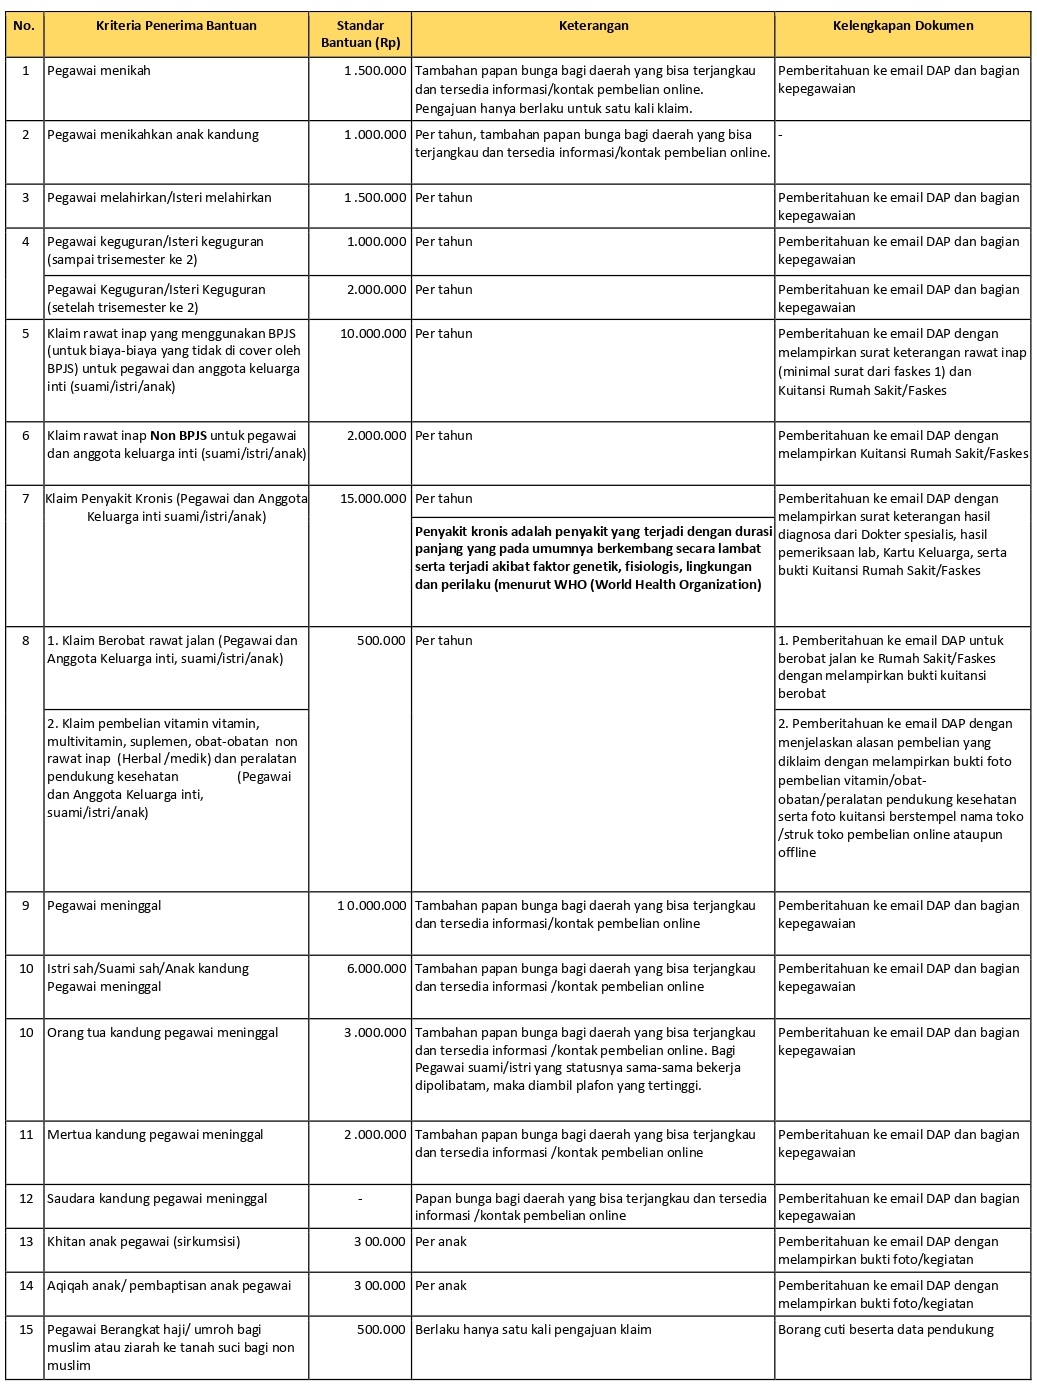 No.
Kriteria Penerima Bantuan
Standar
Bantuan (Rp)
Keterangan
Kelengkapan Dokumen
1
Pegawai menikah
1.500.000
Tambahan papan bunga bagi daerah yang bisa terjangkau
dan tersedia informasi/kontak pembelian online.
Pengajuan hanya berlaku untuk satu kali klaim.
Pemberitahuan ke email DAP dan bagian
kepegawaian
2
Pegawai menikahkan anak kandung
1.000.000
Per tahun, tambahan papan bunga bagi daerah yang bisa
terjangkau dan tersedia informasi/kontak pembelian online.
-
3
Pegawai melahirkan/Isteri melahirkan
1.500.000
Per tahun
Pemberitahuan ke email DAP dan bagian
kepegawaian
4
Pegawai keguguran/Isteri keguguran
(sampai trisemester ke 2)
1.000.000
Per tahun
Pemberitahuan ke email DAP dan bagian
kepegawaian
Pegawai Keguguran/Isteri Keguguran
(setelah trisemester ke 2)
2.000.000
Per tahun
Pemberitahuan ke email DAP dan bagian
kepegawaian
5
Klaim rawat inap yang menggunakan BPJS
(untuk biaya-biaya yang tidak di cover oleh
BPJS) untuk pegawai dan anggota keluarga
inti (suami/istri/anak)
10.000.000
Per tahun
Pemberitahuan ke email DAP dengan
melampirkan surat keterangan rawat inap
(minimal surat dari faskes 1) dan
Kuitansi Rumah Sakit/Faskes
6
Klaim rawat inap Non BPJS untuk pegawai
dan anggota keluarga inti (suami/istri/anak)
2.000.000
Per tahun
Pemberitahuan ke email DAP dengan
melampirkan Kuitansi Rumah Sakit/Faskes
7
Klaim Penyakit Kronis (Pegawai dan Anggota
Keluarga inti suami/istri/anak)
15.000.000
Per tahun
Penyakit kronis adalah penyakit yang terjadi dengan durasi
panjang yang pada umumnya berkembang secara lambat
serta terjadi akibat faktor genetik, fisiologis, lingkungan
dan perilaku (menurut WHO (World Health Organization)
Pemberitahuan ke email DAP dengan
melampirkan surat keterangan hasil
diagnosa dari Dokter spesialis, hasil
pemeriksaan lab, Kartu Keluarga, serta
bukti Kuitansi Rumah Sakit/Faskes
8
1. Klaim Berobat rawat jalan (Pegawai dan
Anggota Keluarga inti, suami/istri/anak)
500.000
Per tahun
1. Pemberitahuan ke email DAP untuk
berobat jalan ke Rumah Sakit/Faskes
dengan melampirkan bukti kuitansi
berobat
2. Klaim pembelian vitamin vitamin,
multivitamin, suplemen, obat-obatan non
rawat inap (Herbal /medik) dan peralatan
pendukung kesehatan (Pegawai
dan Anggota Keluarga inti,
suami/istri/anak)
2. Pemberitahuan ke email DAP dengan
menjelaskan alasan pembelian yang
diklaim dengan melampirkan bukti foto
pembelian vitamin/obat-
obatan/peralatan pendukung kesehatan
serta foto kuitansi berstempel nama toko
/struk toko pembelian online ataupun
offline
9
Pegawai meninggal
1 0.000.000
Tambahan papan bunga bagi daerah yang bisa terjangkau
dan tersedia informasi/kontak pembelian online
Pemberitahuan ke email DAP dan bagian
kepegawaian
10
Istri sah/Suami sah/Anak kandung
Pegawai meninggal
6.000.000
Tambahan papan bunga bagi daerah yang bisa terjangkau
dan tersedia informasi /kontak pembelian online
Pemberitahuan ke email DAP dan bagian
kepegawaian
10
Orang tua kandung pegawai meninggal
3.000.000
Tambahan papan bunga bagi daerah yang bisa terjangkau
dan tersedia informasi /kontak pembelian online. Bagi
Pegawai suami/istri yang statusnya sama-sama bekerja
dipolibatam, maka diambil plafon yang tertinggi.
Pemberitahuan ke email DAP dan bagian
kepegawaian
11
Mertua kandung pegawai meninggal
2.000.000
Tambahan papan bunga bagi daerah yang bisa terjangkau
dan tersedia informasi /kontak pembelian online
Pemberitahuan ke email DAP dan bagian
kepegawaian
12
Saudara kandung pegawai meninggal
-
Papan bunga bagi daerah yang bisa terjangkau dan tersedia
informasi /kontak pembelian online
Pemberitahuan ke email DAP dan bagian
kepegawaian
13
Khitan anak pegawai (sirkumsisi)
3 00.000
Per anak
Pemberitahuan ke email DAP dengan
melampirkan bukti foto/kegiatan
14
Aqiqah anak/ pembaptisan anak pegawai
3 00.000
Per anak
Pemberitahuan ke email DAP dengan
melampirkan bukti foto/kegiatan
15
Pegawai Berangkat haji/ umroh bagi
muslim atau ziarah ke tanah suci bagi non
muslim
500.000
Berlaku hanya satu kali pengajuan klaim
Borang cuti beserta data pendukung